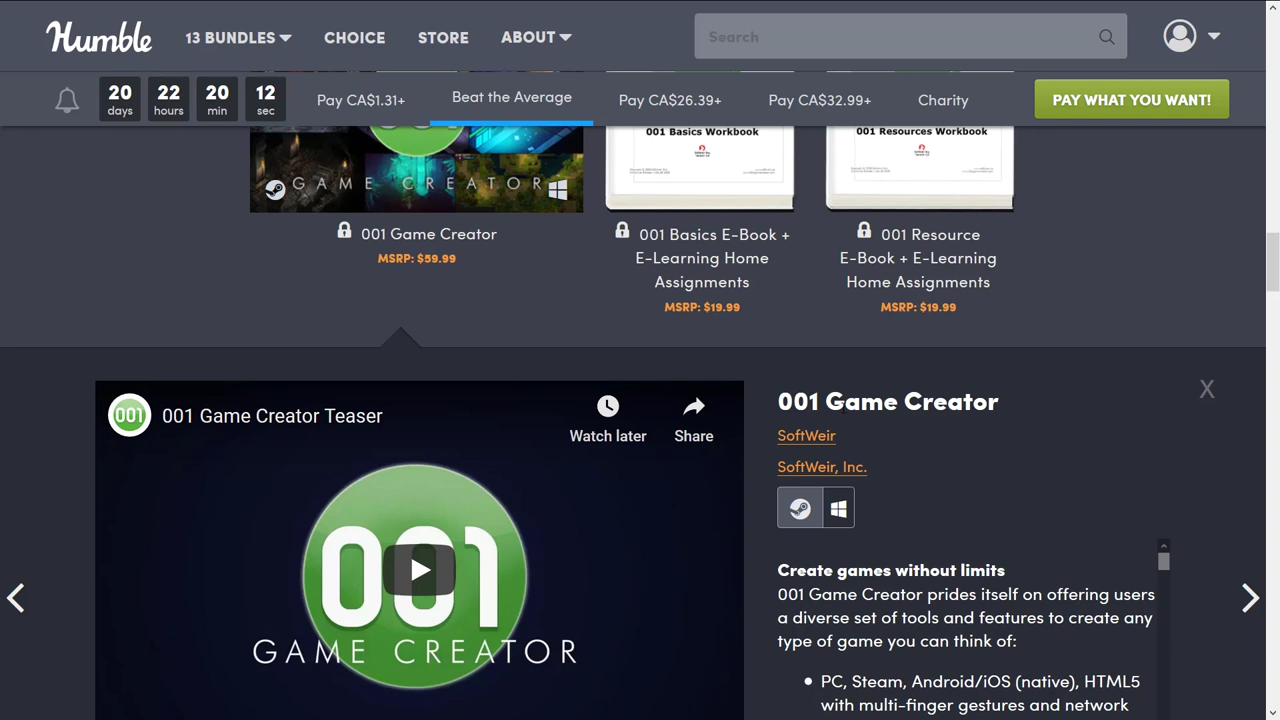 Humble
13 BUNDLES
CHOICE
STORE
ABOUT
Search
20 days
22 hours
20 min
12 sec
Pay CA$1.31+
Beat the Average
Pay CA$26.39+
Pay CA$32.99+
Charity
PAY WHAT YOU WANT!
GAME CREATOR
001 Basics Workbook
001 Resources Workbook
001 Game Creator
MSRP: $59.99
001 Basics E-Book +
E-Learning Home
Assignments
MSRP: $19.99
001 Resource
E-Book + E-Learning
Home Assignments
MSRP: $19.99
001
001 Game Creator Teaser
Watch later
Share
001
GAME CREATOR
X
001 Game Creator
SoftWeir
SoftWeir, Inc.
Create games without limits
001 Game Creator prides itself on offering users
a diverse set of tools and features to create any
type of game you can think of:
• PC, Steam, Android/iOS (native), HTML5
with multi-finger gestures and network